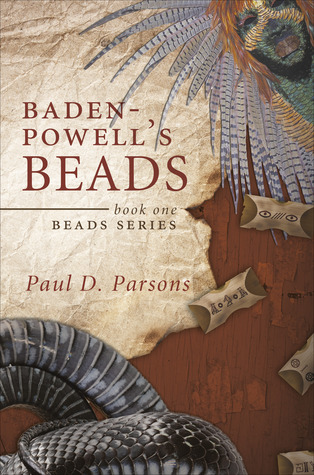 BADEN-
POWELL'S
BEADS
book one
BEADS SERIES
Paul D. Parsons